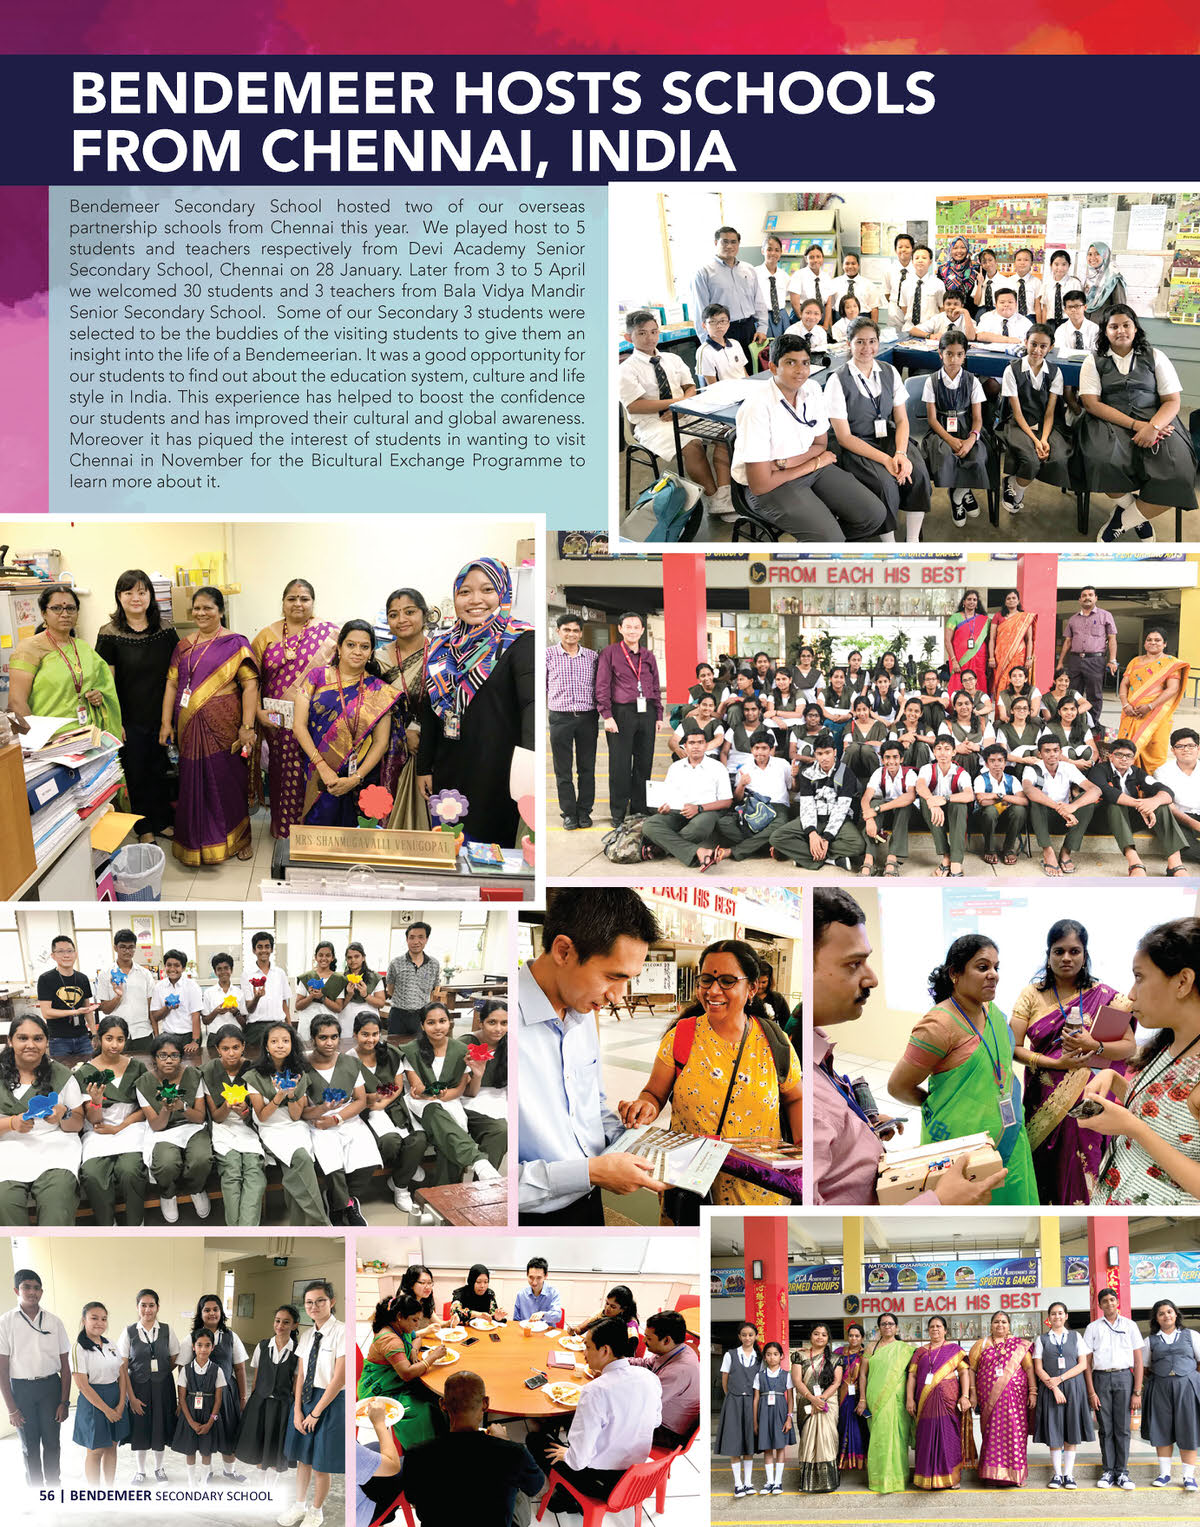 BENDEMEER HOSTS SCHOOLS
FROM CHENNAI, INDIA
Bendemeer Secondary School hosted two of our overseas
partnership schools from Chennai this year. We played host to 5
students and teachers respectively from Devi Academy Senior
Secondary School, Chennai on 28 January. Later from 3 to 5 April
we welcomed 30 students and 3 teachers from Bala Vidya Mandir
Senior Secondary School. Some of our Secondary 3 students were
selected to be the buddies of the visiting students to give them an
insight into the life of a Bendemeerian. It was a good opportunity for
our students to find out about the education system, culture and life
style in India. This experience has helped to boost the confidence
our students and has improved their cultural and global awareness.
Moreover it has piqued the interest of students in wanting to visit
Chennai in November for the Bicultural Exchange Programme to
learn more about it.
SPORTS & GAMES
FROM EACH HIS BEST
MRS SHANMUGAVALLI VENUGOPAL
EACH HIS BEST
WELCOME
NATIONAL CHAMPIONS
CCA ACHIEVEMENTS 2018
ORMED GROUPS
CCA ACHIEVEMENTS 2018
SPORTS & GAMES
SYF
FROM EACH HIS BEST
56 | BENDEMEER SECONDARY SCHOOL